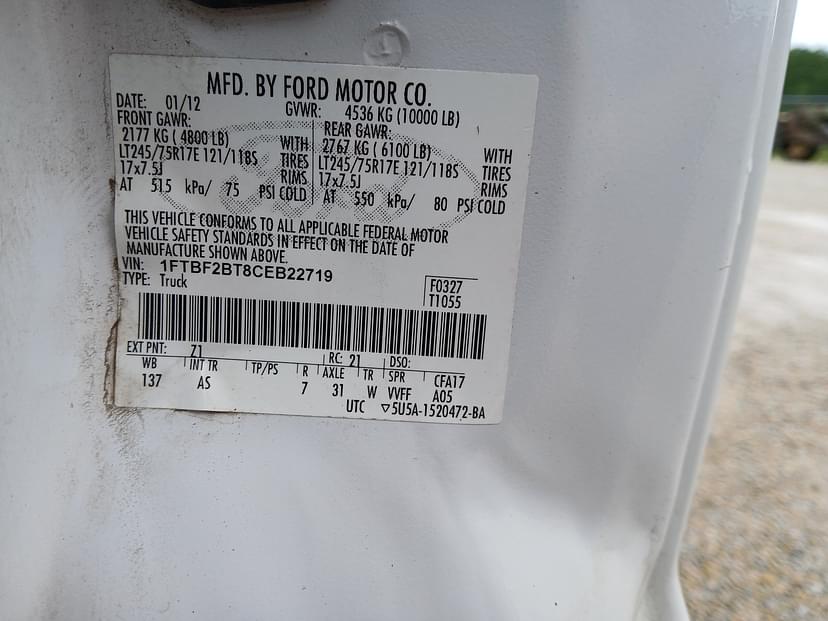 MFD. BY FORD MOTOR CO.
DATE: 01/12 GVWR: 4536 KG (10000 LB)
FRONT GAWR: REAR GAWR:
2177 KG ( 4800 LB) WITH 2767 KG ( 6100 LB) WITH
LT245/75R17E 121/118S TIRES LT245/75R17E 121/118S TIRES
17x7.5J RIMS 17x7.5J RIMS
AT 515 kPa/ 75 PSI COLD AT 550 kPa/ 80 PSI COLD
THIS VEHICLE CONFORMS TO ALL APPLICABLE FEDERAL MOTOR
VEHICLE SAFETY STANDARDS IN EFFECT ON THE DATE OF
MANUFACTURE SHOWN ABOVE.
VIN: 1FTBF2BT8CEB22719
TYPE: Truck
F0327
T1055
EXT PNT: Z1 RC: 21 DSO:
WB INT TR TP/PS R AXLE TR SPR CFA17
137 AS 7 31 W VVFF A05
UTC ▽5U5A-1520472-BA